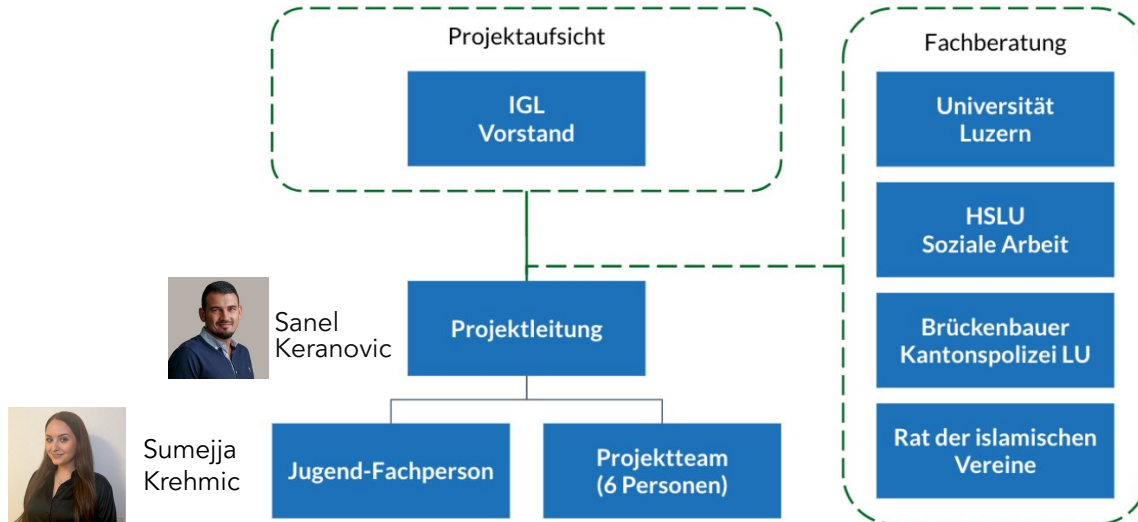 Projektaufsicht
IGL
Vorstand
Fachberatung
Universität
Luzern
HSLU
Soziale Arbeit
Brückenbauer
Kantonspolizei LU
Rat der islamischen
Vereine
Sanel
Keranovic
Projektleitung
Sumejja
Krehmic
Jugend-Fachperson
Projektteam
(6 Personen)